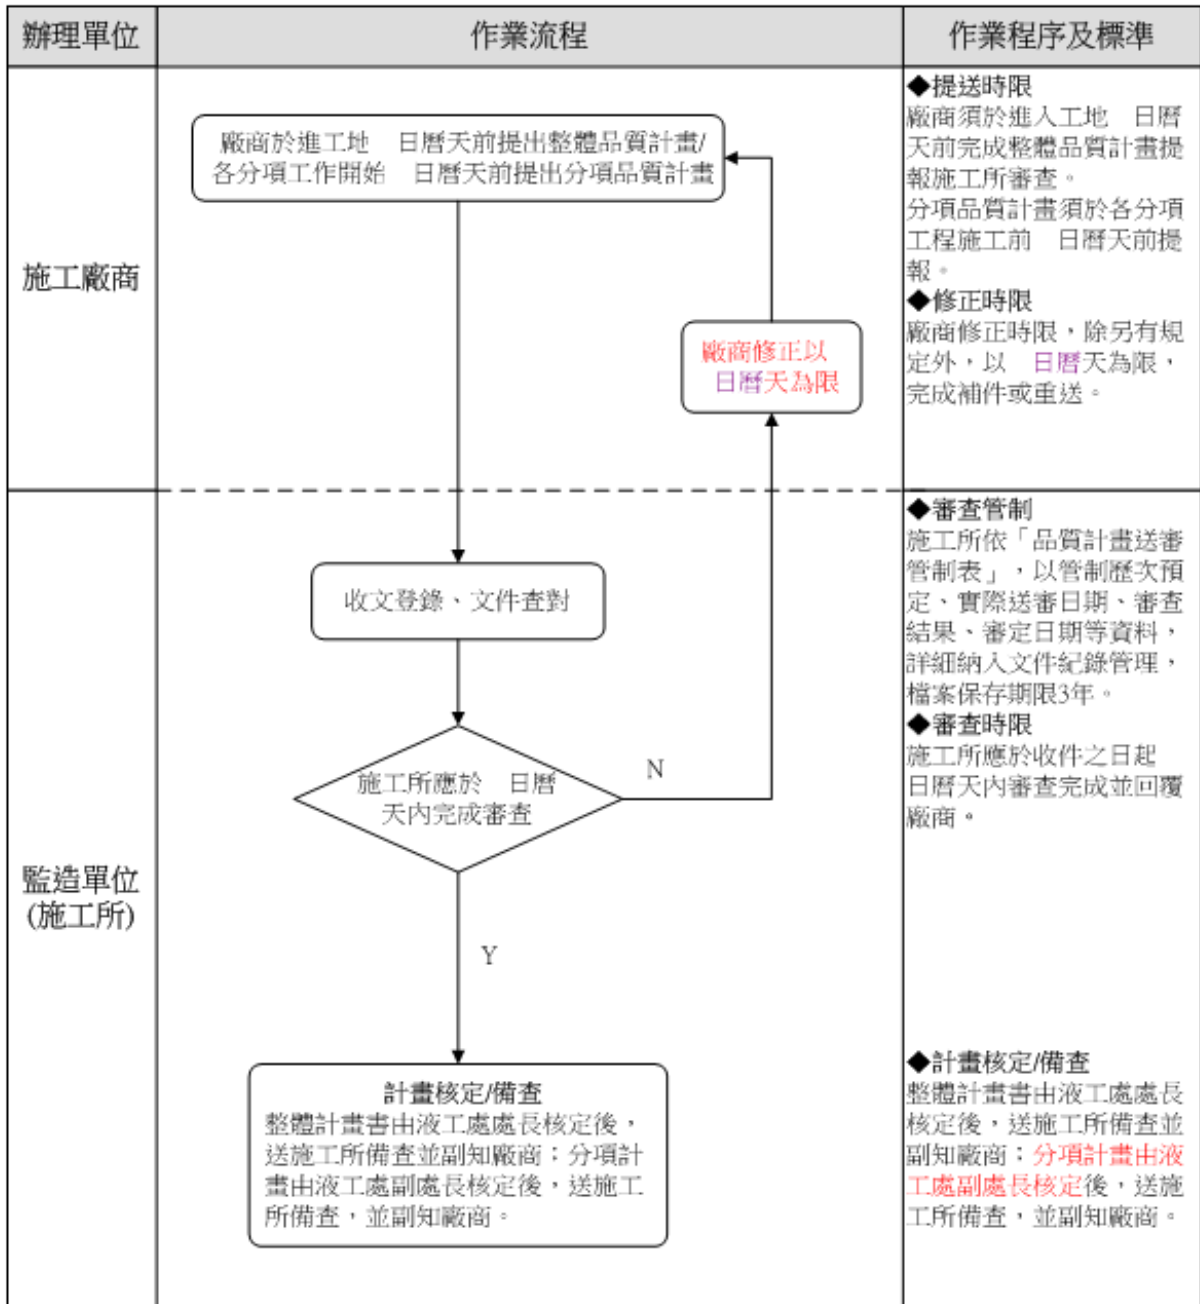 辦理單位
作業流程
作業程序及標準
施工廠商
廠商於進工地　日曆天前提出整體品質計畫/
各分項工作開始　日曆天前提出分項品質計畫
廠商修正以
日曆天為限
◆提送時限
廠商須於進入工地　日曆
天前完成整體品質計畫提
報施工所審查。
分項品質計畫須於各分項
工程施工前　日曆天前提
報。
◆修正時限
廠商修正時限，除另有規
定外，以　日曆天為限，
完成補件或重送。
監造單位
(施工所)
收文登錄、文件查對
施工所應於　日曆
天內完成審查
N
Y
計畫核定/備查
整體計畫書由液工處處長核定後，
送施工所備查並副知廠商；分項計
畫由液工處副處長核定後，送施工
所備查，並副知廠商。
◆審查管制
施工所依「品質計畫送審
管制表」，以管制歷次預
定、實際送審日期、審查
結果、審定日期等資料，
詳細納入文件紀錄管理，
檔案保存期限3年。
◆審查時限
施工所應於收件之日起
日曆天內審查完成並回覆
廠商。
◆計畫核定/備查
整體計畫書由液工處處長
核定後，送施工所備查並
副知廠商；分項計畫由液
工處副處長核定後，送施
工所備查，並副知廠商。